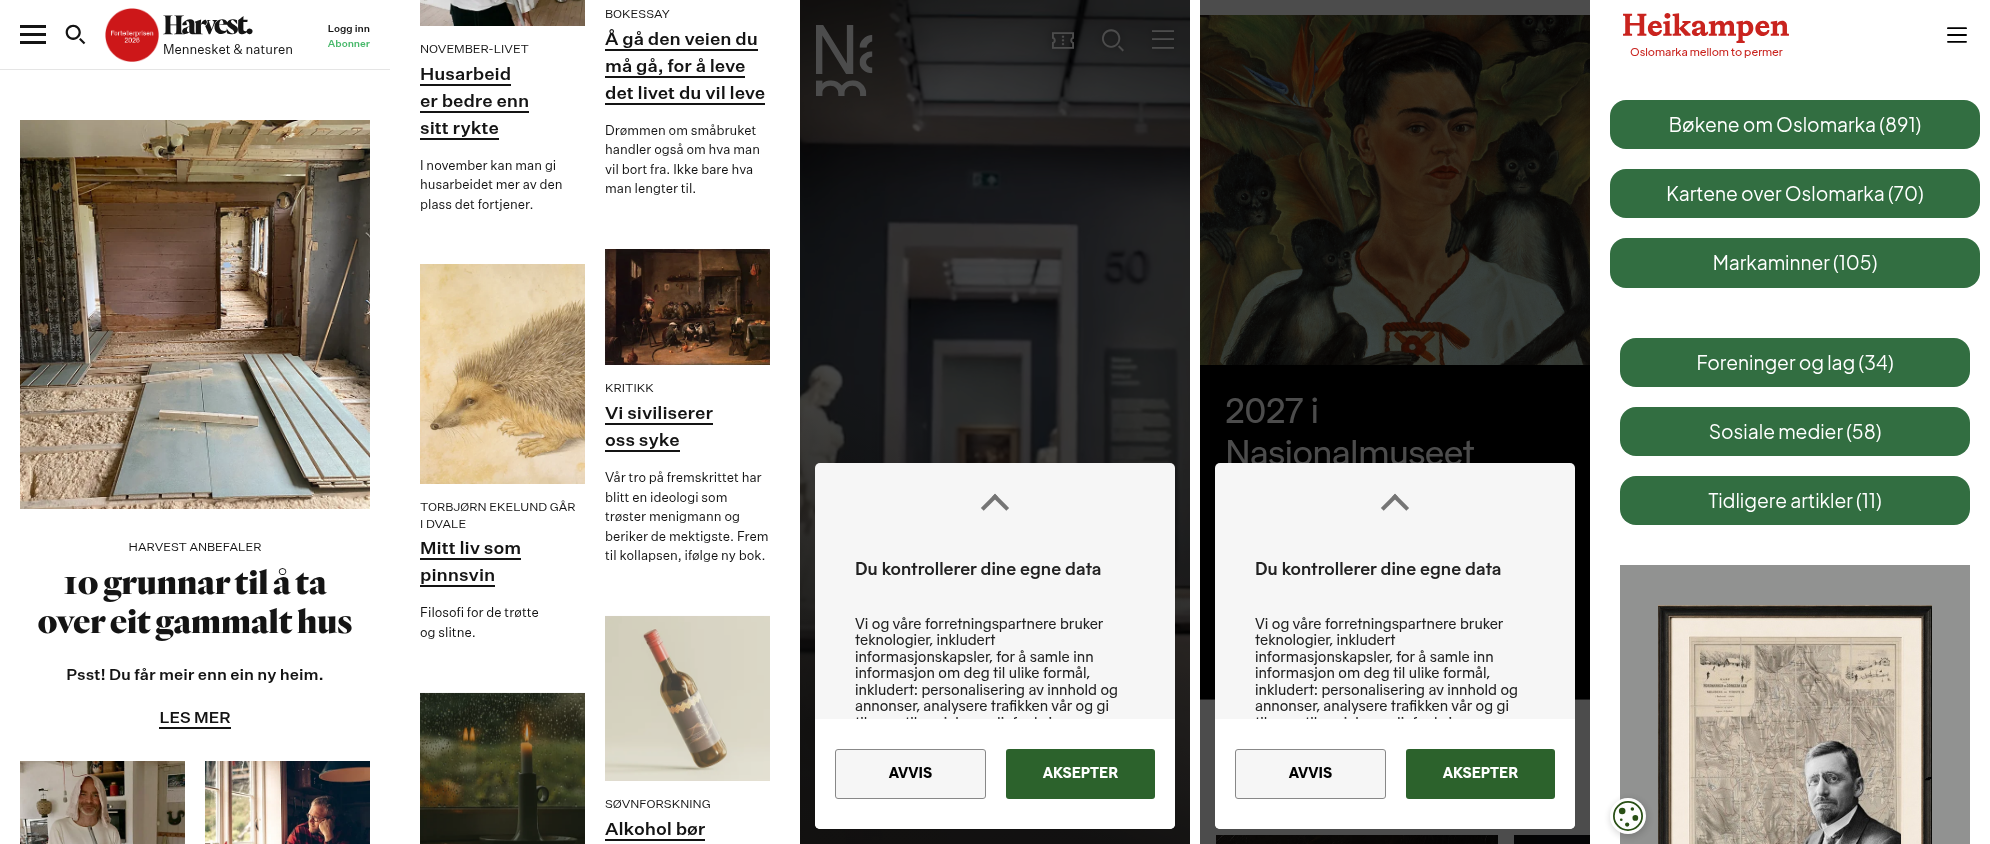 Fortellerprisen
2026
Harvest.
Mennesket & naturen
Logg inn
Abonner
HARVEST ANBEFALER
10 grunnar til å ta
over eit gammalt hus
Psst! Du får meir enn ein ny heim.
LES MER
NOVEMBER-LIVET
Husarbeid
er bedre enn
sitt rykte
I november kan man gi
husarbeidet mer av den
plass det fortjener.
TORBJØRN EKELUND GÅR
I DVALE
Mitt liv som
pinnsvin
Filosofi for de trøtte
og slitne.
BOKESSAY
Å gå den veien du
må gå, for å leve
det livet du vil leve
Drømmen om småbruket
handler også om hva man
vil bort fra. Ikke bare hva
man lengter til.
KRITIKK
Vi siviliserer
oss syke
Vår tro på fremskrittet har
blitt en ideologi som
trøster menigmann og
beriker de mektigste. Frem
til kollapsen, ifølge ny bok.
SØVNFORSKNING
Alkohol bør
Na
m
50
Du kontrollerer dine egne data
Vi og våre forretningspartnere bruker
teknologier, inkludert
informasjonskapsler, for å samle inn
informasjon om deg til ulike formål,
inkludert: personalisering av innhold og
annonser, analysere trafikken vår og gi
AVVIS
AKSEPTER
2027 i
Nasjonalmuseet
Du kontrollerer dine egne data
Vi og våre forretningspartnere bruker
teknologier, inkludert
informasjonskapsler, for å samle inn
informasjon om deg til ulike formål,
inkludert: personalisering av innhold og
annonser, analysere trafikken vår og gi
AVVIS
AKSEPTER
Heikampen
Oslomarka mellom to permer
Bøkene om Oslomarka (891)
Kartene over Oslomarka (70)
Markaminner (105)
Foreninger og lag (34)
Sosiale medier (58)
Tidligere artikler (11)